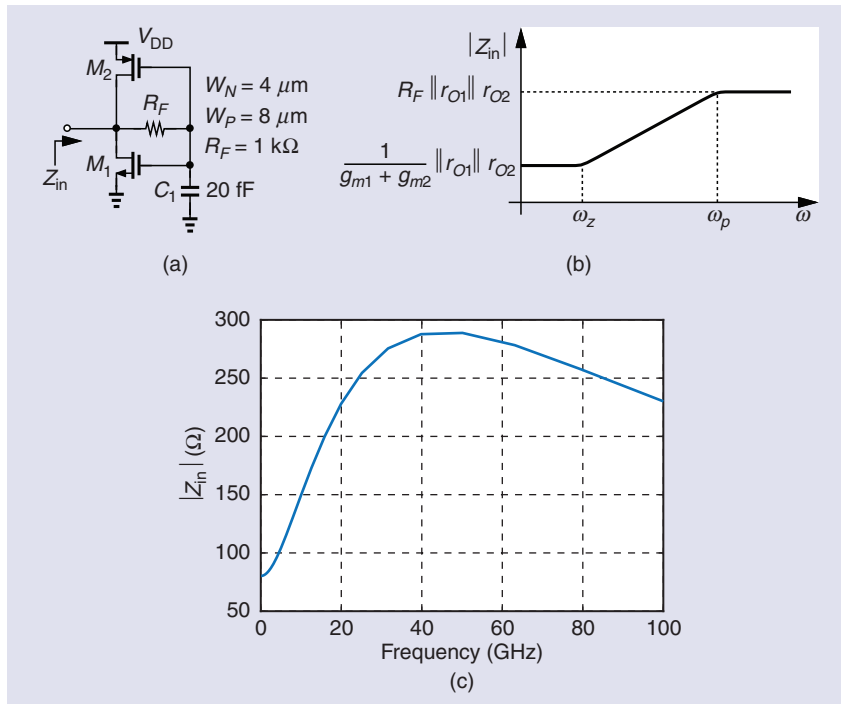 V_DD
M_2
R_F
M_1
Z_in
C_1 20 fF
W_N = 4 μm
W_P = 8 μm
R_F = 1 kΩ
(a)
|Z_in|
R_F ‖ r_O1 ‖ r_O2
1 / (g_m1 + g_m2) ‖ r_O1 ‖ r_O2
ω_z ω_p ω
(b)
|Z_in| (Ω)
300
250
200
150
100
50
0 20 40 60 80 100
Frequency (GHz)
(c)